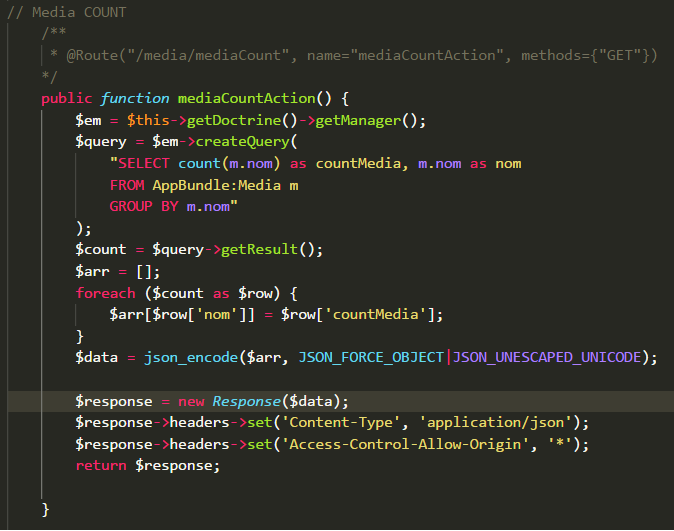 // Media COUNT
/**
* @Route("/media/mediaCount", name="mediaCountAction", methods={"GET"})
*/
public function mediaCountAction() {
$em = $this->getDoctrine()->getManager();
$query = $em->createQuery(
"SELECT count(m.nom) as countMedia, m.nom as nom
FROM AppBundle:Media m
GROUP BY m.nom"
);
$count = $query->getResult();
$arr = [];
foreach ($count as $row) {
$arr[$row['nom']] = $row['countMedia'];
}
$data = json_encode($arr, JSON_FORCE_OBJECT|JSON_UNESCAPED_UNICODE);
$response = new Response($data);
$response->headers->set('Content-Type', 'application/json');
$response->headers->set('Access-Control-Allow-Origin', '*');
return $response;
}